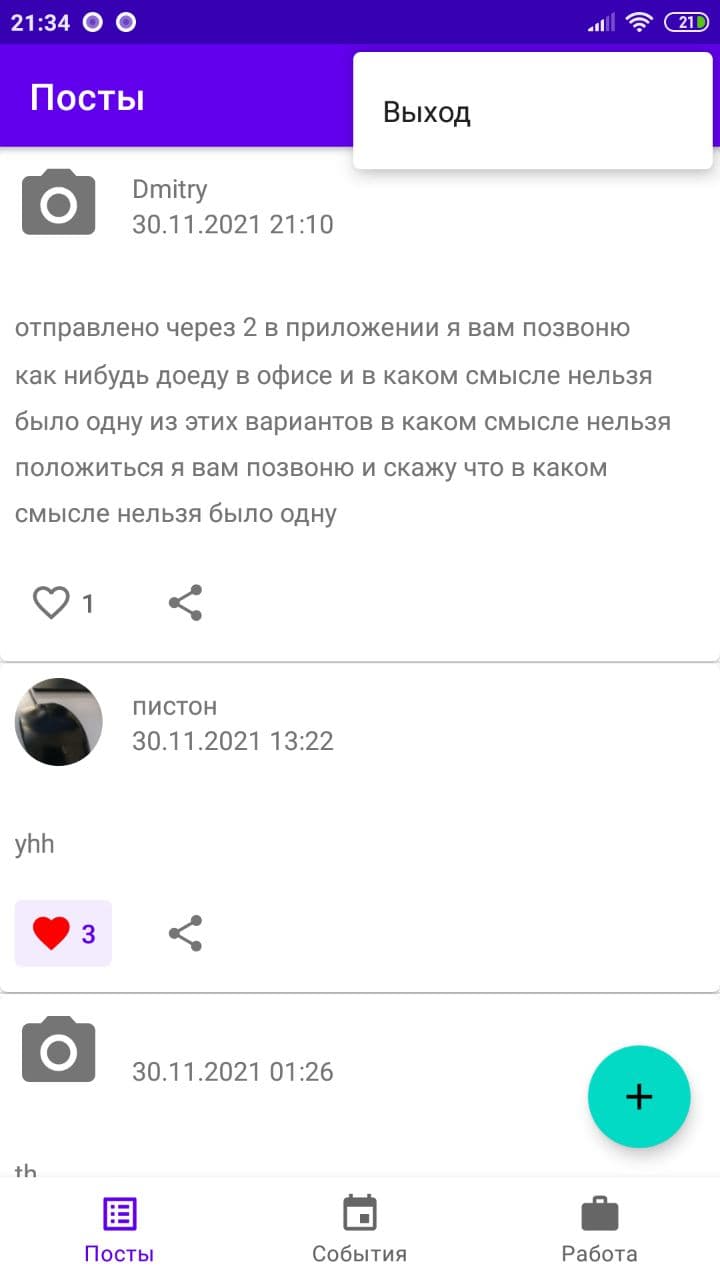 21:34
21
Посты
Выход
Dmitry
30.11.2021 21:10
отправлено через 2 в приложении я вам позвоню
как нибудь доеду в офисе и в каком смысле нельзя
было одну из этих вариантов в каком смысле нельзя
положиться я вам позвоню и скажу что в каком
смысле нельзя было одну
1
пистон
30.11.2021 13:22
yhh
3
30.11.2021 01:26
th
Посты
События
Работа